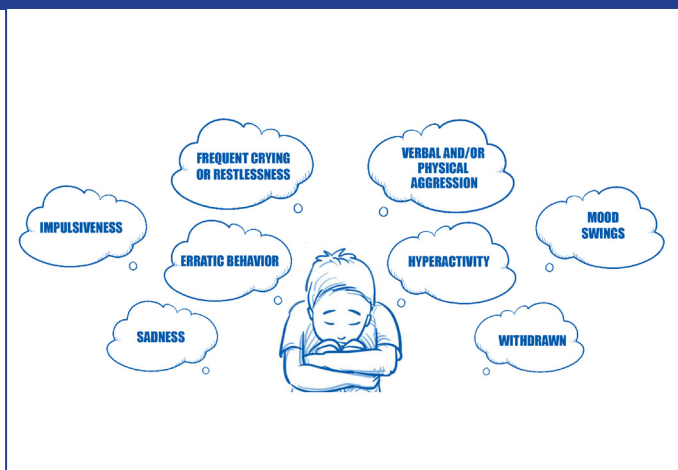 FREQUENT CRYING
OR RESTLESSNESS
VERBAL AND/OR
PHYSICAL
AGGRESSION
IMPULSIVENESS
MOOD
SWINGS
ERRATIC BEHAVIOR
HYPERACTIVITY
SADNESS
WITHDRAWN